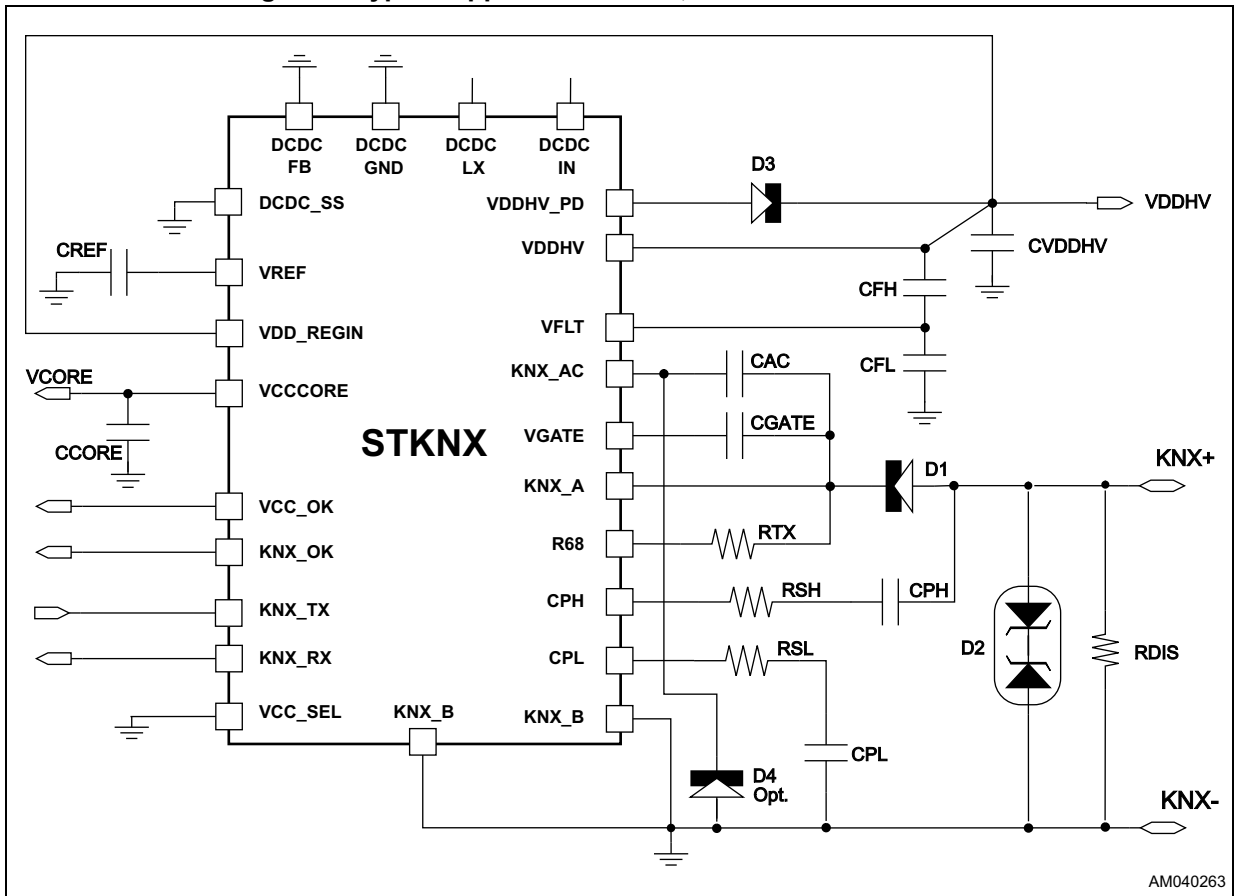 DCDC FB
DCDC GND
DCDC LX
DCDC IN
DCDC_SS
CREF
VREF
VDD_REGIN
VCORE
VCCCORE
CCORE
VCC_OK
KNX_OK
KNX_TX
KNX_RX
VCC_SEL
KNX_B
STKNX
VDDHV_PD
VDDHV
VFLT
KNX_AC
VGATE
KNX_A
R68
CPH
CPL
KNX_B
D3
VDDHV
CVDDHV
CFH
CFL
CAC
CGATE
D1
KNX+
RTX
RSH
CPH
RSL
D2
RDIS
CPL
D4
Opt.
KNX-
AM040263